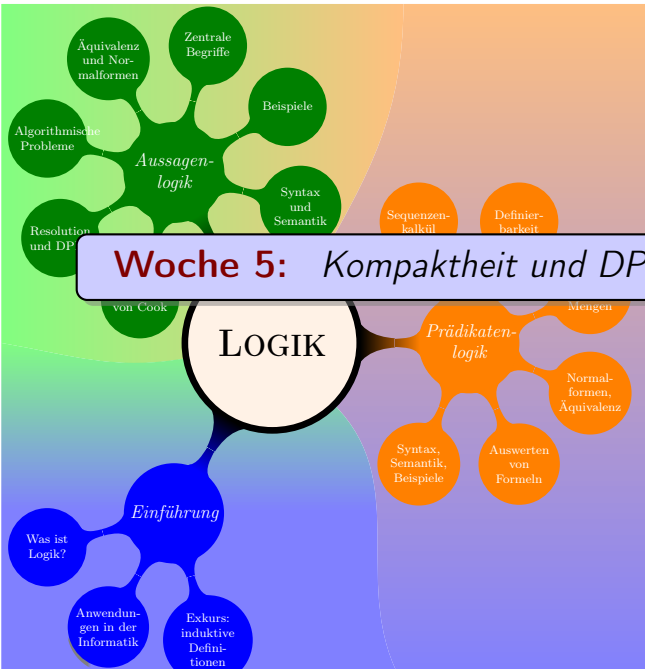 Zentrale
Begriffe
Äquivalenz
und Nor-
malformen
Beispiele
Algorithmische
Probleme
Aussagen-
logik
Syntax
und
Semantik
Resolution
und DP
von Cook
Sequenzen-
kalkül
Definier-
barkeit
Woche 5: Kompaktheit und DP
LOGIK
Mengen
Prädikaten-
logik
Normal-
formen,
Äquivalenz
Syntax,
Semantik,
Beispiele
Auswerten
von
Formeln
Einführung
Was ist
Logik?
Anwendun-
gen in der
Informatik
Exkurs:
induktive
Defini-
tionen